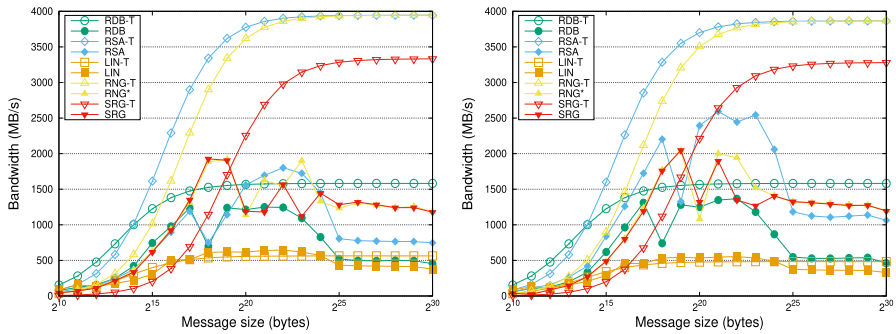 4000
3500
3000
2500
2000
1500
1000
500
0
Bandwidth (MB/s)
RDB-T
RDB
RSA-T
RSA
LIN-T
LIN
RNG-T
RNG*
SRG-T
SRG
2^10 2^15 2^20 2^25 2^30
Message size (bytes)
4000
3500
3000
2500
2000
1500
1000
500
0
Bandwidth (MB/s)
RDB-T
RDB
RSA-T
RSA
LIN-T
LIN
RNG-T
RNG*
SRG-T
SRG
2^10 2^15 2^20 2^25 2^30
Message size (bytes)